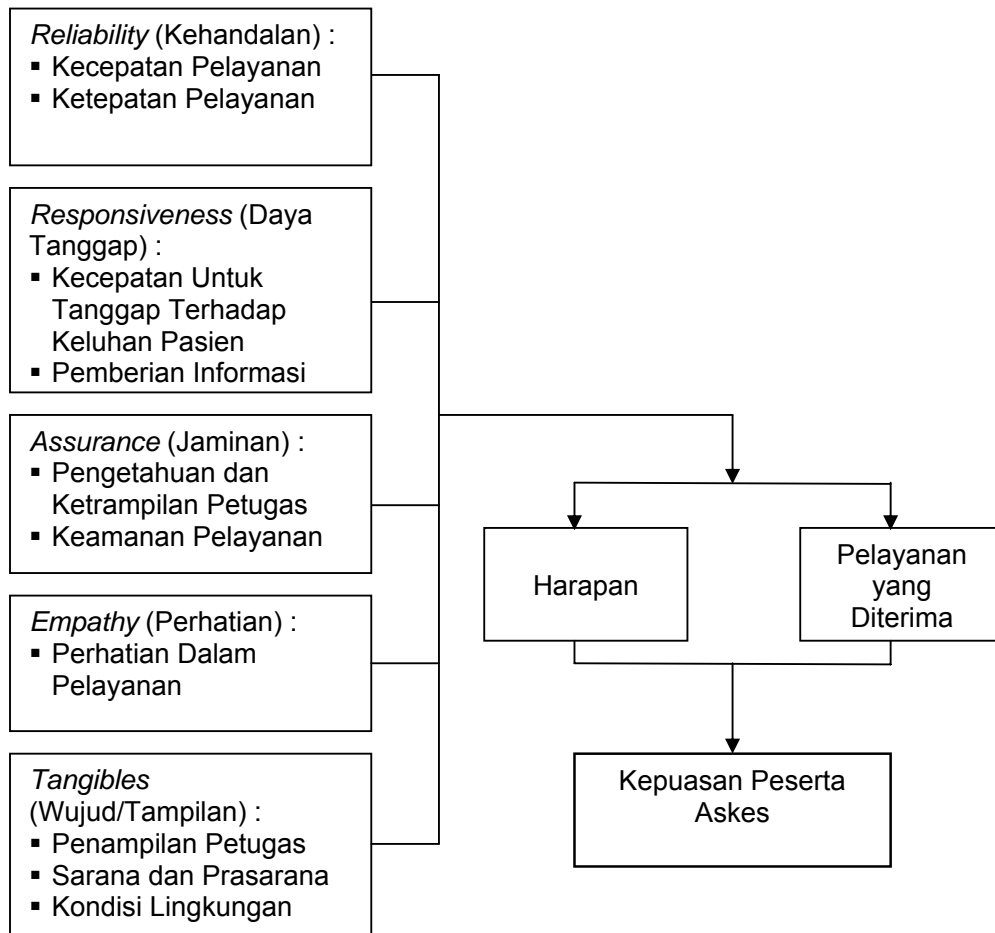 Reliability (Kehandalan) :
▪ Kecepatan Pelayanan
▪ Ketepatan Pelayanan
Responsiveness (Daya
Tanggap) :
▪ Kecepatan Untuk
Tanggap Terhadap
Keluhan Pasien
▪ Pemberian Informasi
Assurance (Jaminan) :
▪ Pengetahuan dan
Ketrampilan Petugas
▪ Keamanan Pelayanan
Empathy (Perhatian) :
▪ Perhatian Dalam
Pelayanan
Tangibles
(Wujud/Tampilan) :
▪ Penampilan Petugas
▪ Sarana dan Prasarana
▪ Kondisi Lingkungan
Harapan
Pelayanan
yang
Diterima
Kepuasan Peserta
Askes